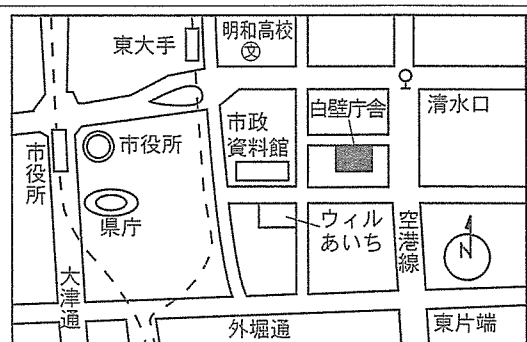 東大手
明和高校
文
白壁庁舎
清水口
市政
資料館
市役所
市役所
県庁
ウィル
あいち
空港線
N
大津通
外堀通
東片端